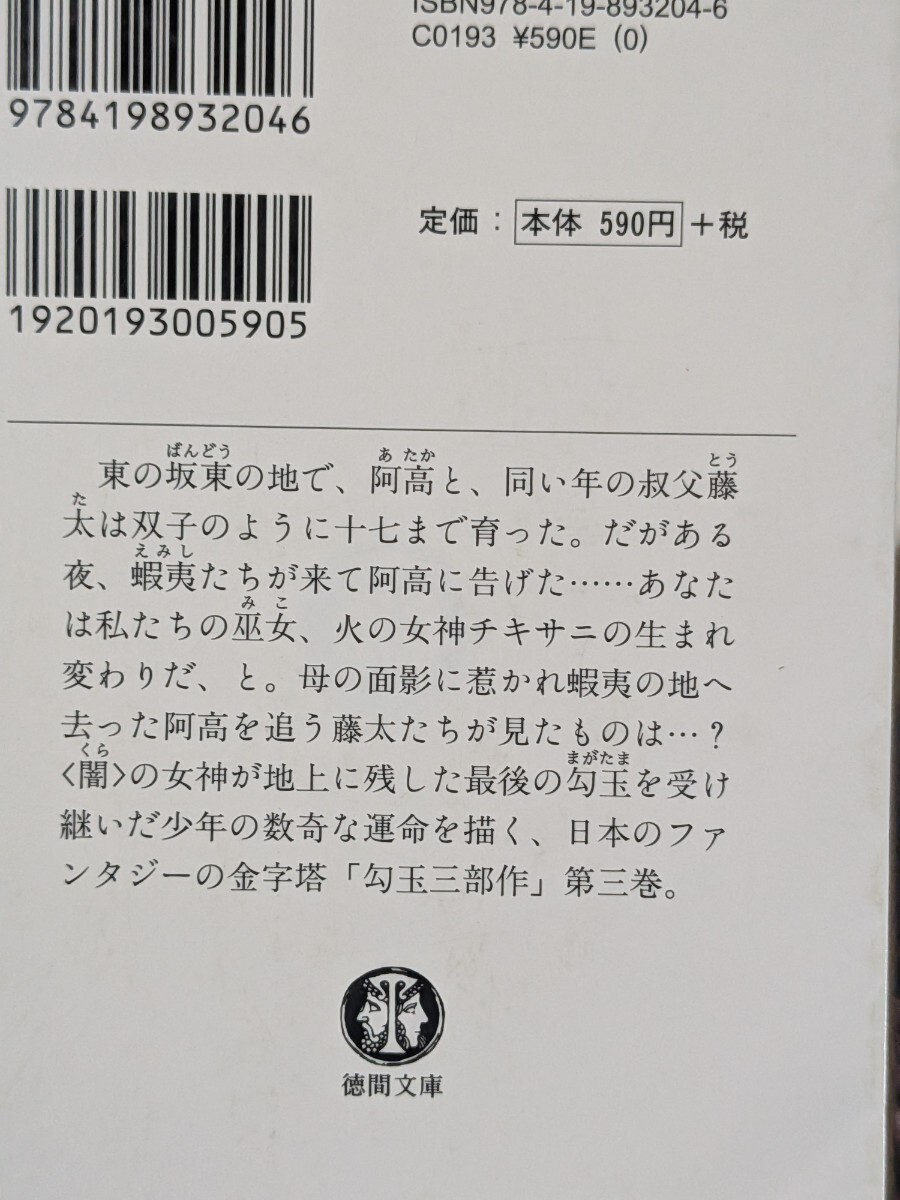 ISBN978-4-19-893204-6
C0193 ¥590E (0)
9784198932046
定価：本体 590円＋税
1920193005905
東の坂東の地で、阿高と、同い年の叔父藤
太は双子のように十七まで育った。だがある
夜、蝦夷たちが来て阿高に告げた……あなた
は私たちの巫女、火の女神チキサニの生まれ
変わりだ、と。母の面影に惹かれ蝦夷の地へ
去った阿高を追う藤太たちが見たものは…？
〈闇〉の女神が地上に残した最後の勾玉を受け
継いだ少年の数奇な運命を描く、日本のファ
ンタジーの金字塔「勾玉三部作」第三巻。
徳間文庫